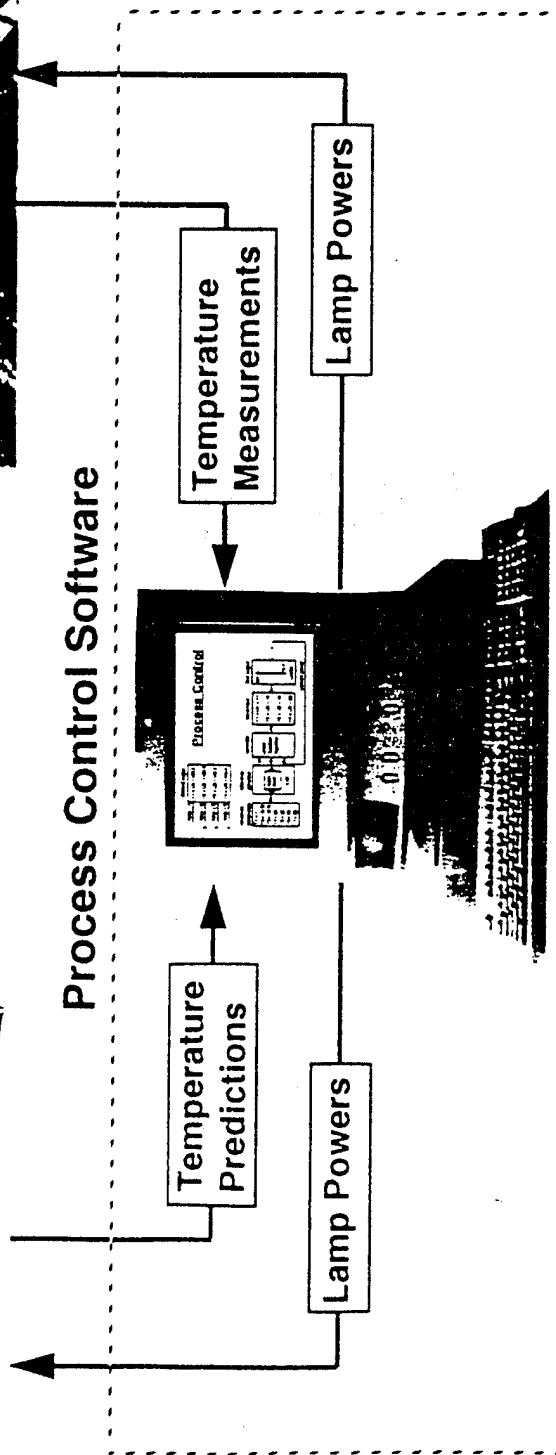 Process Control Software
Temperature
Predictions
Lamp Powers
Process Control
Temperature
Measurements
Lamp Powers